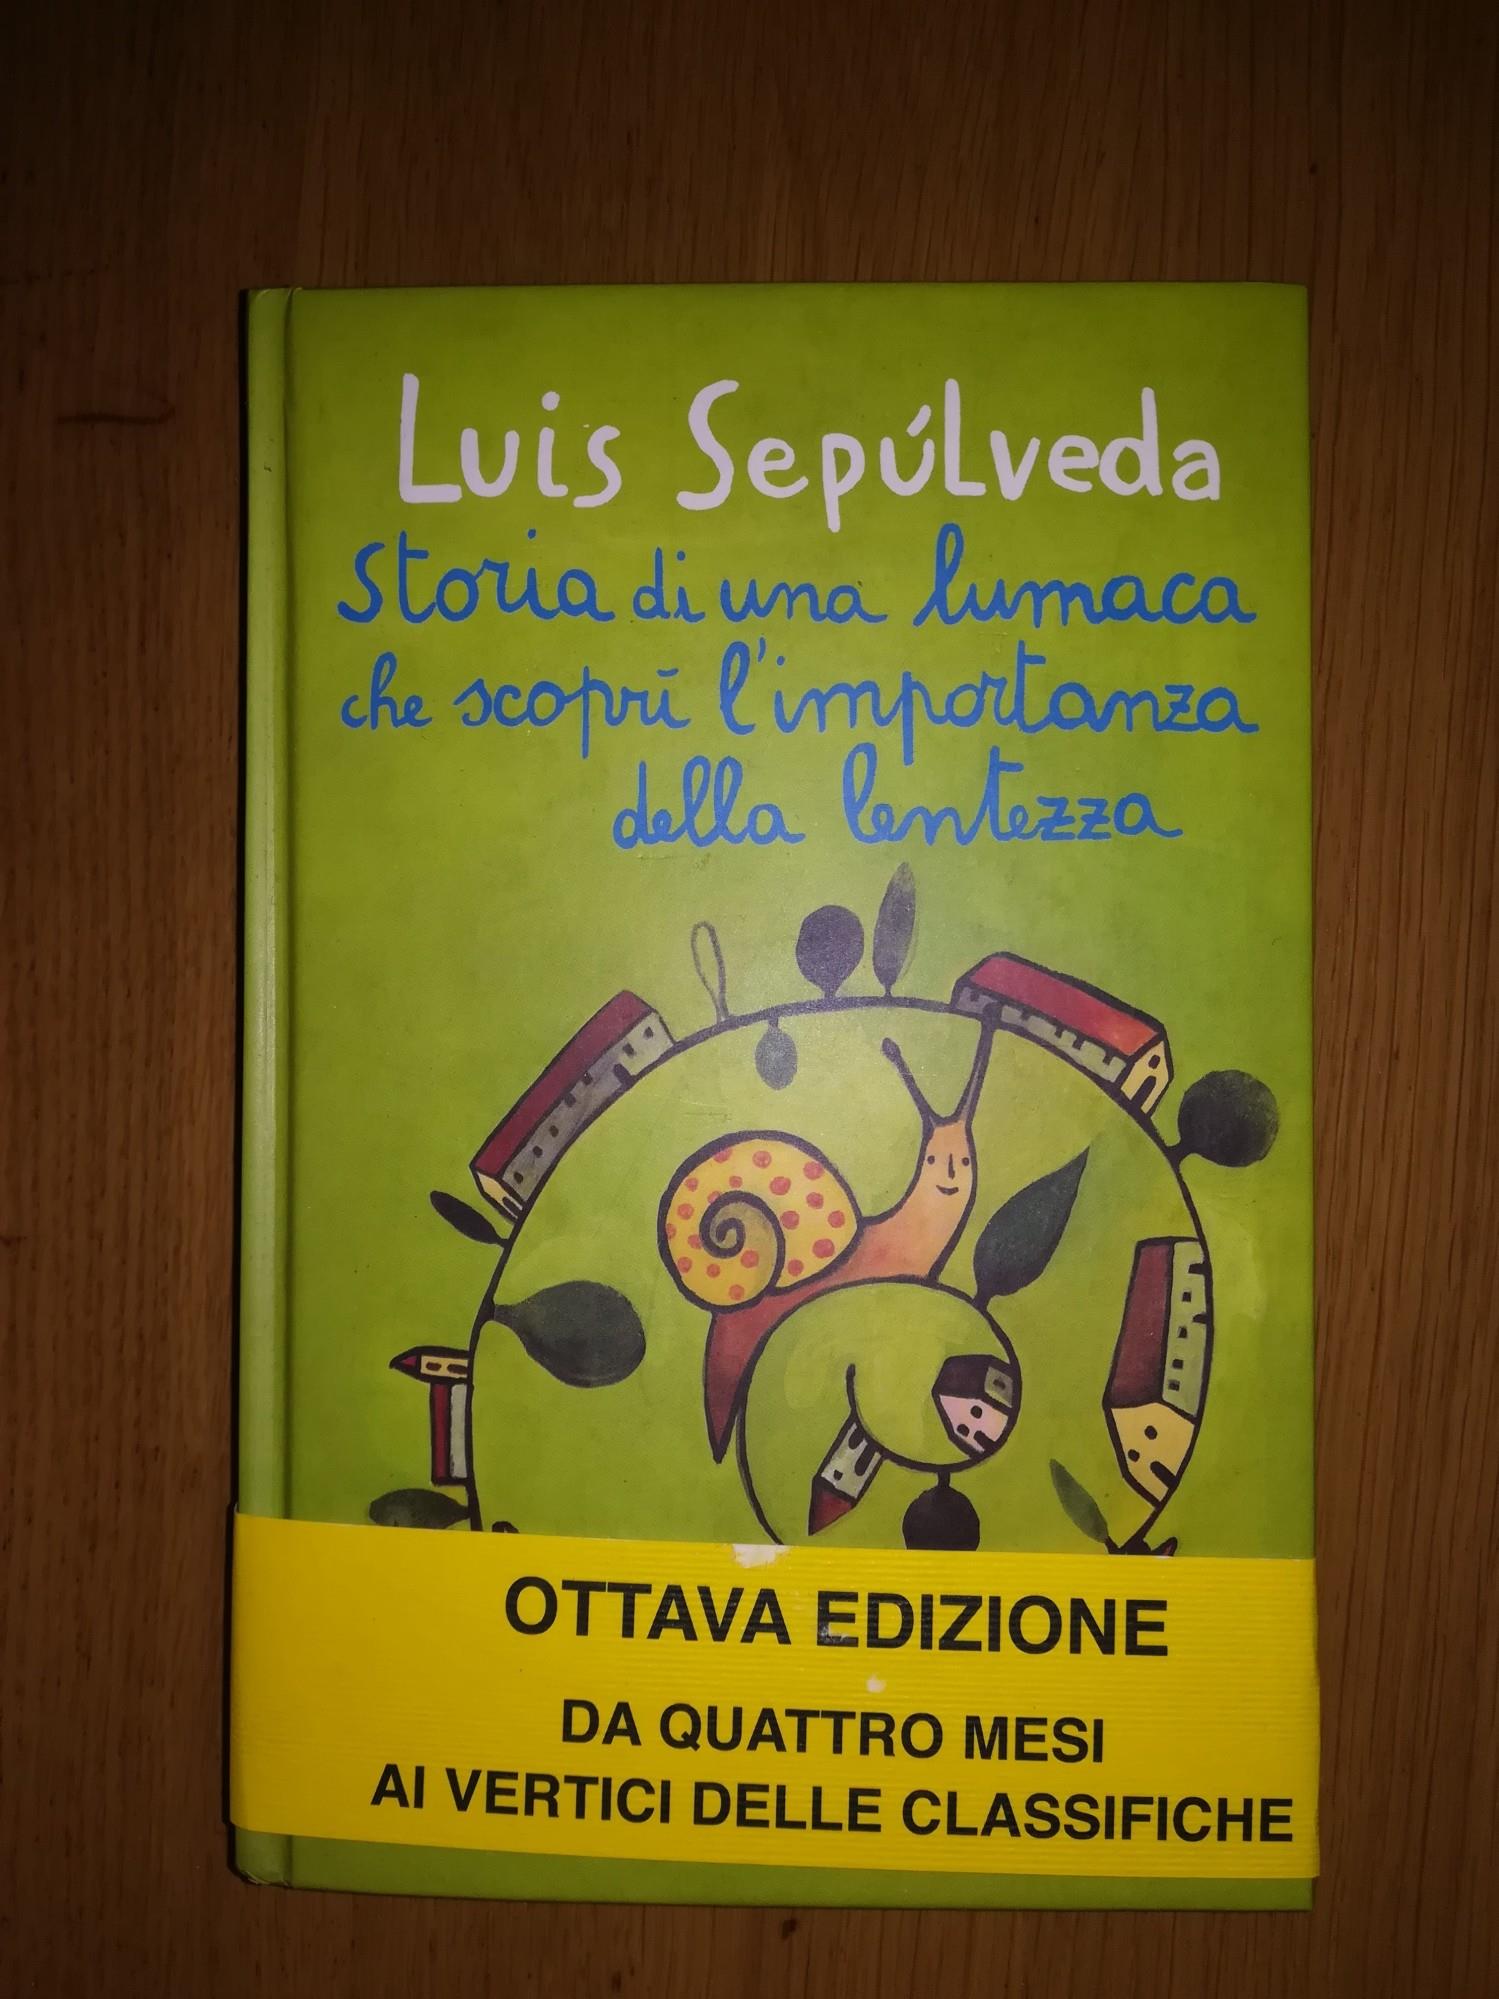 Luis Sepúlveda
Storia di una lumaca
che scoprì l'importanza
della lentezza
OTTAVA EDIZIONE
DA QUATTRO MESI
AI VERTICI DELLE CLASSIFICHE